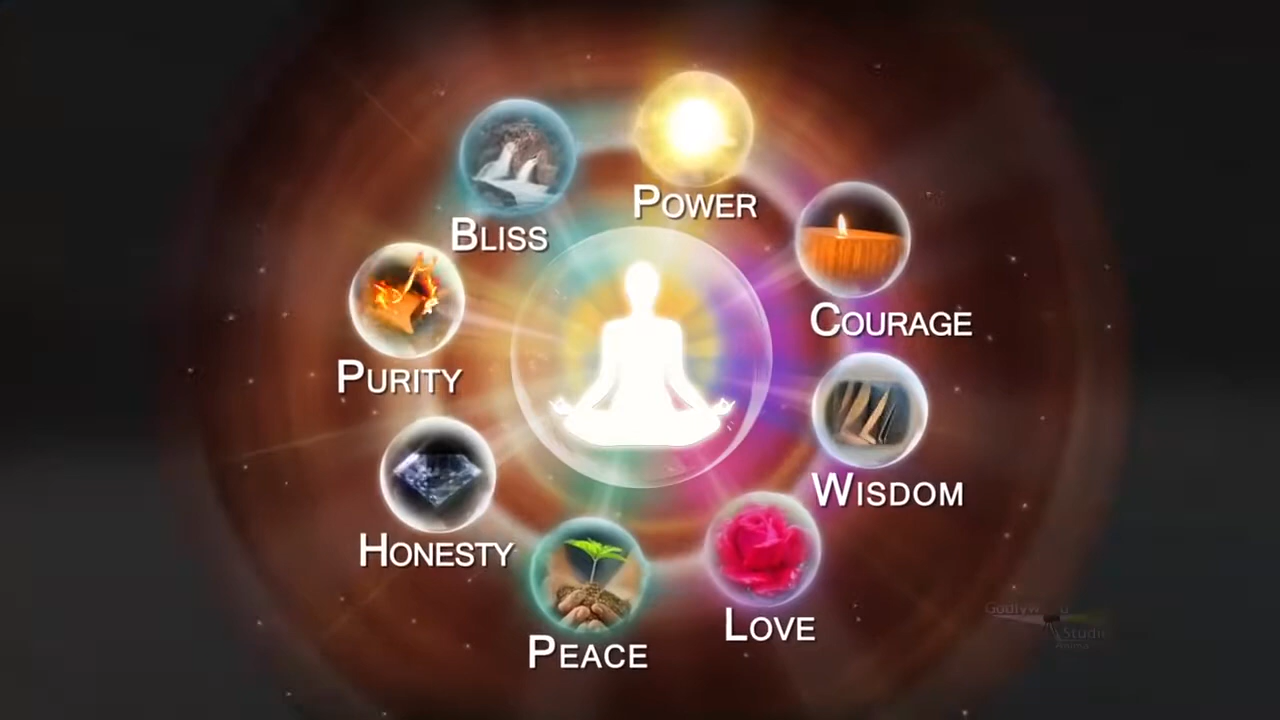 POWER
BLISS
COURAGE
PURITY
WISDOM
HONESTY
LOVE
PEACE